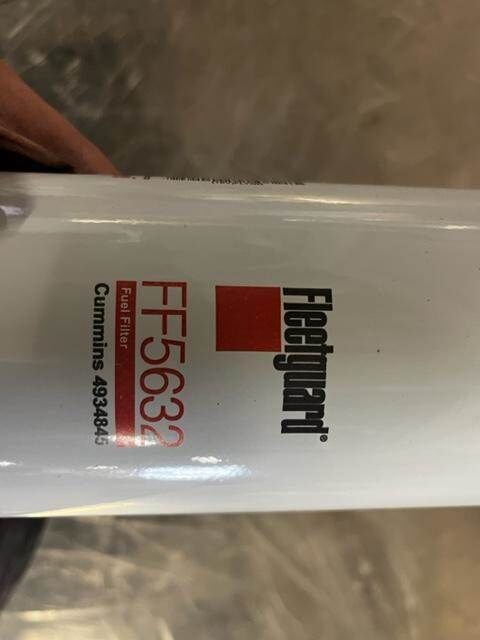 Fleetguard®
FF5632
Fuel Filter
Cummins 4934845